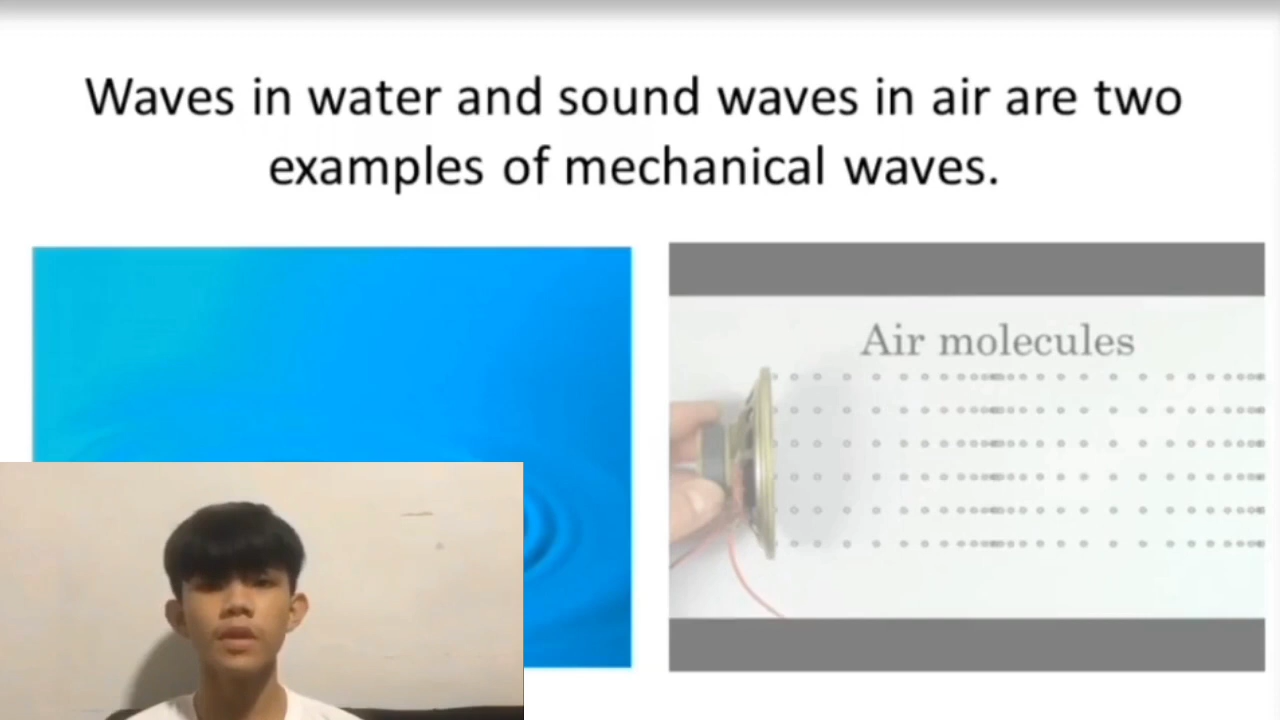 Waves in water and sound waves in air are two
examples of mechanical waves.
Air molecules